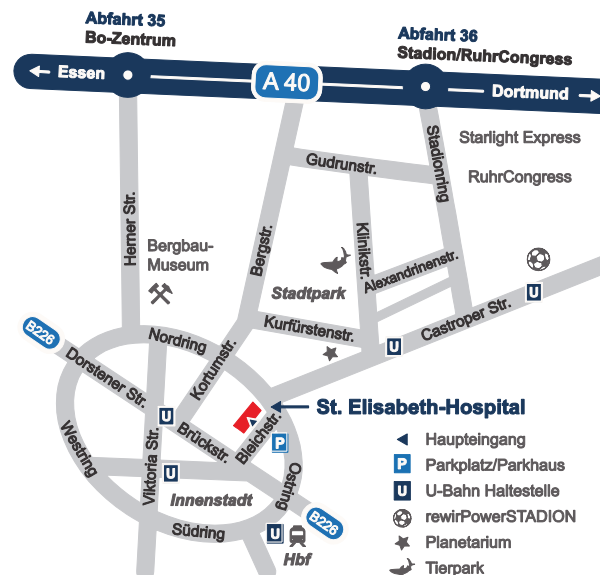 Abfahrt 35
Bo-Zentrum
Abfahrt 36
Stadion/RuhrCongress
Essen
A 40
Dortmund
Starlight Express
RuhrCongress
Gudrunstr.
Stadionring
Herner Str.
Bergbau-
Museum
Bergstr.
Klinikstr.
Alexandrinenstr.
Stadtpark
Kurfürstenstr.
Castroper Str.
U
U
B226
Nordring
Dorstener Str.
Kortumstr.
St. Elisabeth-Hospital
U
Brückstr.
Bleichstr.
P
Westring
Viktoria Str.
U
Innenstadt
Ostring
B226
Südring
U
Hbf
Haupteingang
P Parkplatz/Parkhaus
U U-Bahn Haltestelle
rewirPowerSTADION
Planetarium
Tierpark